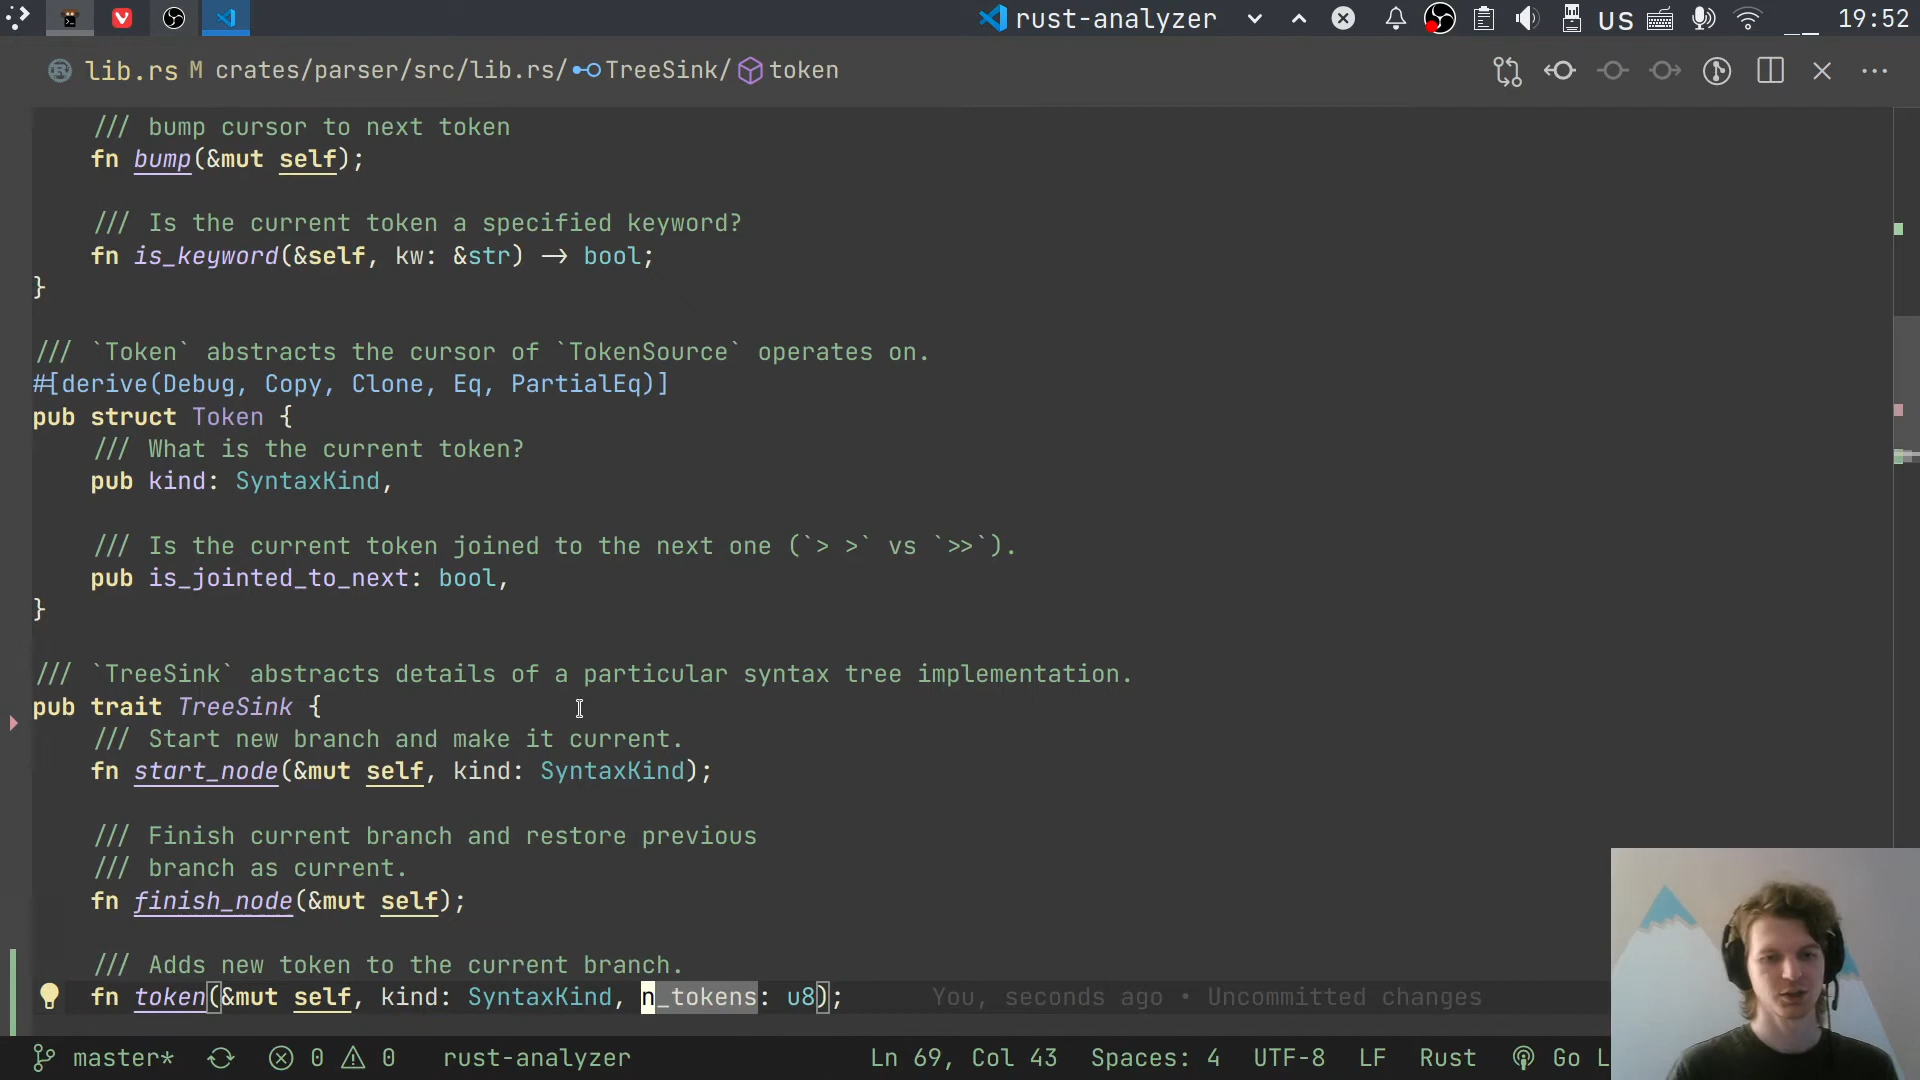 rust-analyzer
US
19:52
lib.rs M crates/parser/src/lib.rs/ TreeSink/ token
/// bump cursor to next token
fn bump(&mut self);
/// Is the current token a specified keyword?
fn is_keyword(&self, kw: &str) -> bool;
}
/// `Token` abstracts the cursor of `TokenSource` operates on.
#[derive(Debug, Copy, Clone, Eq, PartialEq)]
pub struct Token {
/// What is the current token?
pub kind: SyntaxKind,
/// Is the current token joined to the next one (`> >` vs `>>`).
pub is_jointed_to_next: bool,
}
/// `TreeSink` abstracts details of a particular syntax tree implementation.
pub trait TreeSink {
/// Start new branch and make it current.
fn start_node(&mut self, kind: SyntaxKind);
/// Finish current branch and restore previous
/// branch as current.
fn finish_node(&mut self);
/// Adds new token to the current branch.
fn token(&mut self, kind: SyntaxKind, n_tokens: u8); You, seconds ago • Uncommitted changes
master* 0 0 rust-analyzer Ln 69, Col 43 Spaces: 4 UTF-8 LF Rust Go L